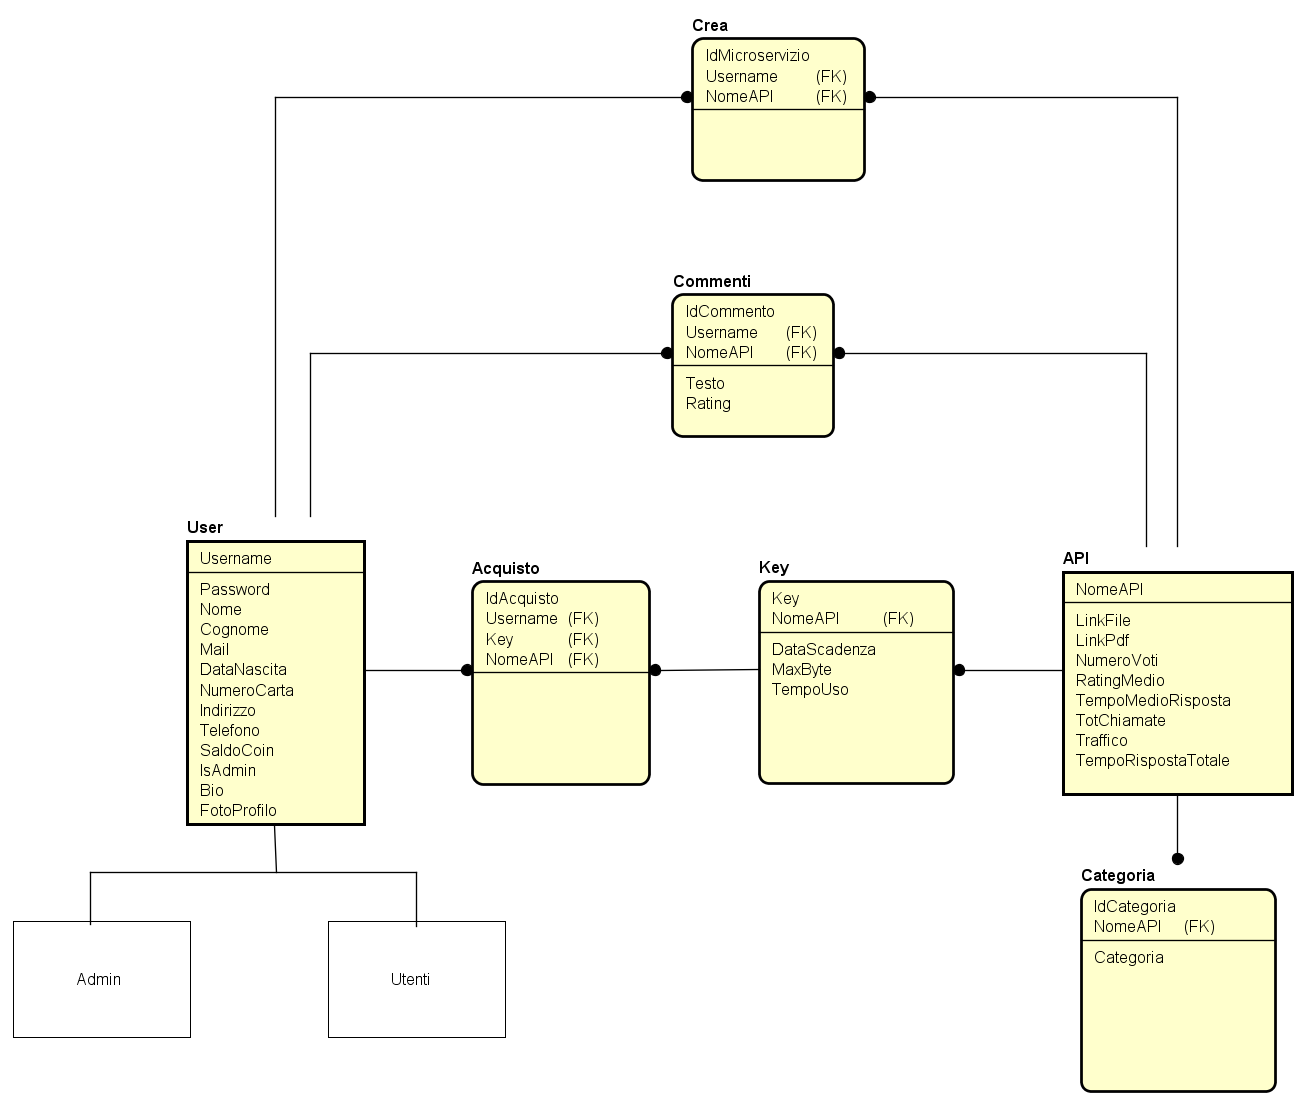 Crea
IdMicroservizio
Username (FK)
NomeAPI (FK)
Commenti
IdCommento
Username (FK)
NomeAPI (FK)
Testo
Rating
User
Username
Password
Nome
Cognome
Mail
DataNascita
NumeroCarta
Indirizzo
Telefono
SaldoCoin
IsAdmin
Bio
FotoProfilo
Acquisto
IdAcquisto
Username (FK)
Key (FK)
NomeAPI (FK)
Key
Key
NomeAPI (FK)
DataScadenza
MaxByte
TempoUso
API
NomeAPI
LinkFile
LinkPdf
NumeroVoti
RatingMedio
TempoMedioRisposta
TotChiamate
Traffico
TempoRispostaTotale
Categoria
IdCategoria
NomeAPI (FK)
Categoria
Admin
Utenti